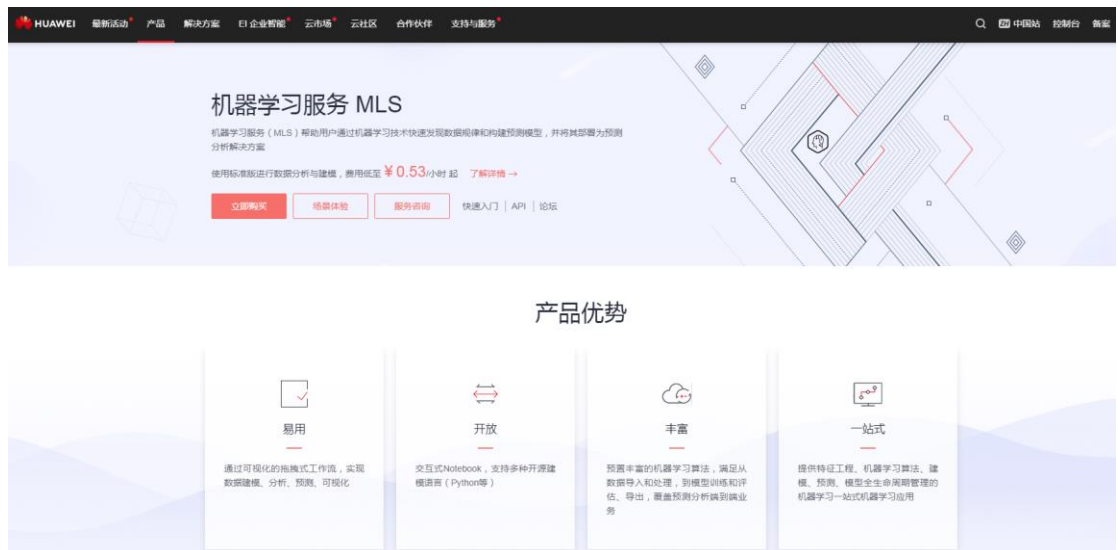 HUAWEI 最新活动 产品 解决方案 EI 企业智能 云市场 云社区 合作伙伴 支持与服务 ZH 中国站 控制台 备案
机器学习服务 MLS
机器学习服务(MLS)帮助用户通过机器学习技术快速发现数据规律和构建预测模型,并将其部署为预测
分析解决方案
使用标准版进行数据分析与建模,费用低至 ¥0.53/小时 起 了解详情 →
立即购买 场景体验 服务咨询 快速入门 | API | 论坛
产品优势
易用 开放 丰富 一站式
通过可视化的拖拽式工作流,实现
数据建模、分析、预测、可视化
交互式Notebook,支持多种开源建
模语言(Python等)
预置丰富的机器学习算法,满足从
数据导入和处理,到模型训练和评
估、导出,覆盖预测分析端到端业
务
提供特征工程、机器学习算法、建
模、预测、模型全生命周期管理的
机器学习一站式机器学习应用